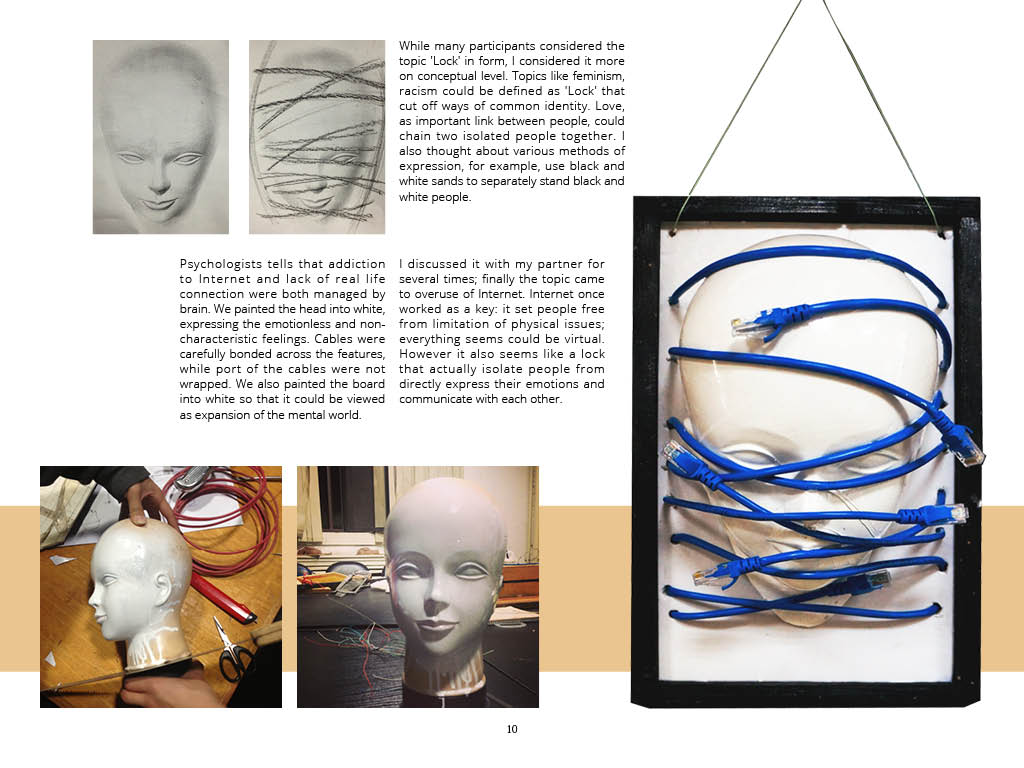 While many participants considered the
topic 'Lock' in form, I considered it more
on conceptual level. Topics like feminism,
racism could be defined as 'Lock' that
cut off ways of common identity. Love,
as important link between people, could
chain two isolated people together. I
also thought about various methods of
expression, for example, use black and
white sands to separately stand black and
white people.
Psychologists tells that addiction
to Internet and lack of real life
connection were both managed by
brain. We painted the head into white,
expressing the emotionless and non-
characteristic feelings. Cables were
carefully bonded across the features,
while port of the cables were not
wrapped. We also painted the board
into white so that it could be viewed
as expansion of the mental world.
I discussed it with my partner for
several times; finally the topic came
to overuse of Internet. Internet once
worked as a key: it set people free
from limitation of physical issues;
everything seems could be virtual.
However it also seems like a lock
that actually isolate people from
directly express their emotions and
communicate with each other.
10